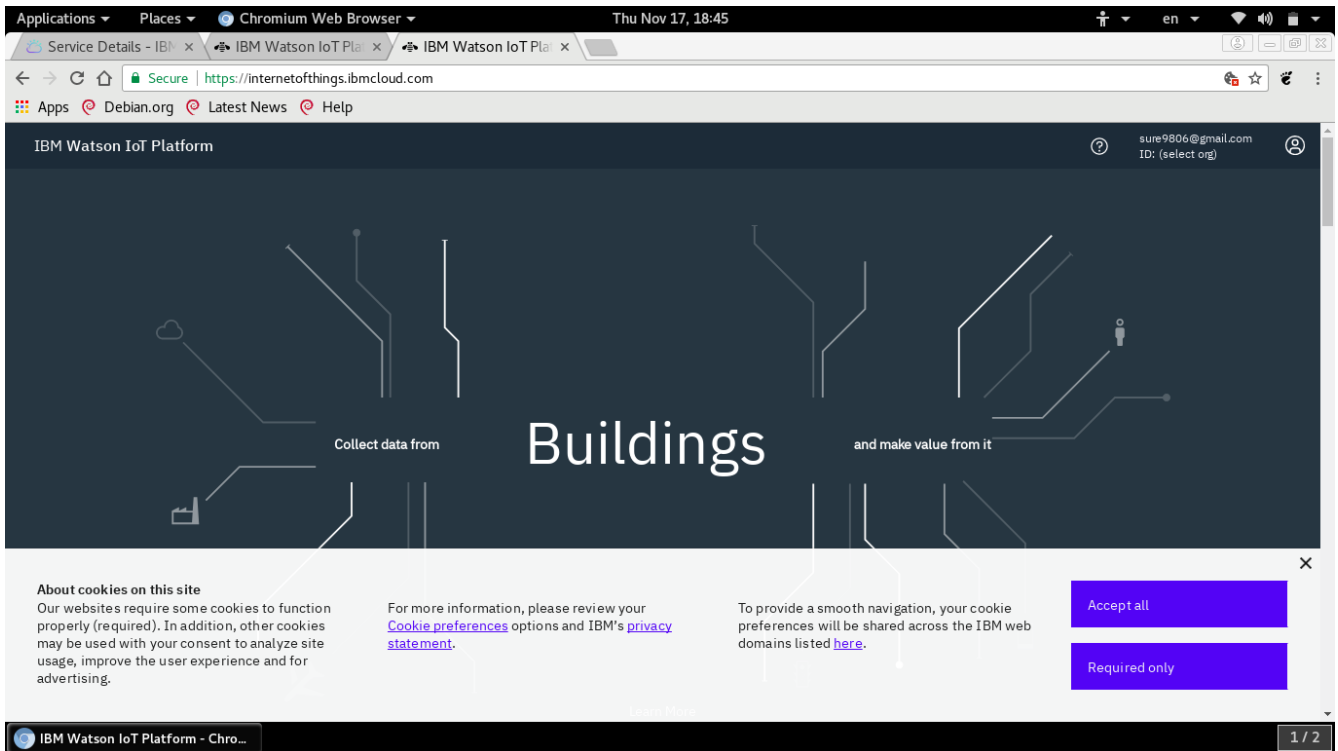 Applications Places Chromium Web Browser Thu Nov 17, 18:45 en
Service Details - IBM IBM Watson IoT Pla IBM Watson IoT Plat
Secure https://internetofthings.ibmcloud.com
Apps Debian.org Latest News Help
IBM Watson IoT Platform
sure9806@gmail.com
ID: (select org)
Collect data from
Buildings
and make value from it
About cookies on this site
Our websites require some cookies to function
properly (required). In addition, other cookies
may be used with your consent to analyze site
usage, improve the user experience and for
advertising.
For more information, please review your
Cookie preferences options and IBM's privacy
statement.
To provide a smooth navigation, your cookie
preferences will be shared across the IBM web
domains listed here.
Accept all
Required only
Learn More
IBM Watson IoT Platform - Chro...
1 / 2